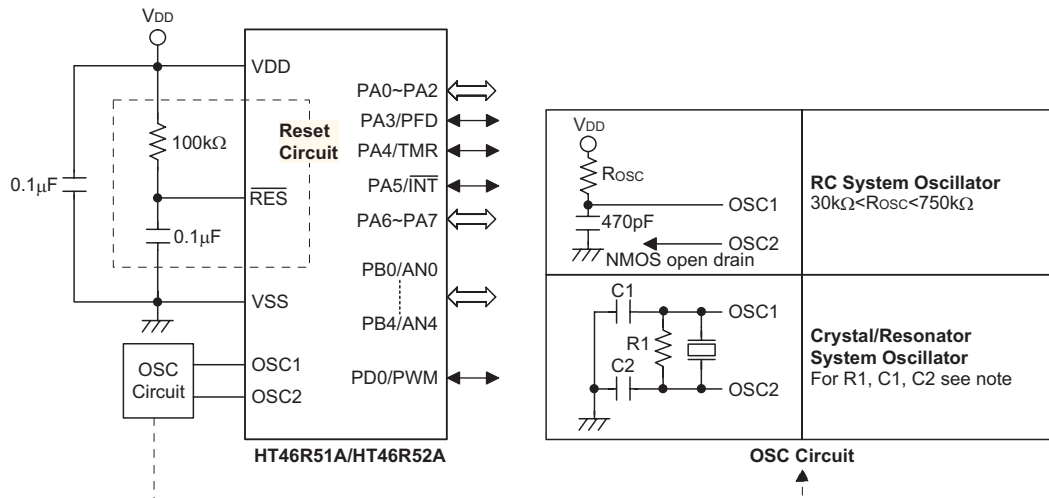 VDD
VDD
Reset
Circuit
100kΩ
0.1μF
RES
0.1μF
VSS
OSC
Circuit
OSC1
OSC2
PA0~PA2
PA3/PFD
PA4/TMR
PA5/INT
PA6~PA7
PB0/AN0
PB4/AN4
PD0/PWM
HT46R51A/HT46R52A
VDD
ROSC
OSC1
470pF
OSC2
NMOS open drain
RC System Oscillator
30kΩ<ROSC<750kΩ
C1
OSC1
R1
C2
OSC2
Crystal/Resonator
System Oscillator
For R1, C1, C2 see note
OSC Circuit